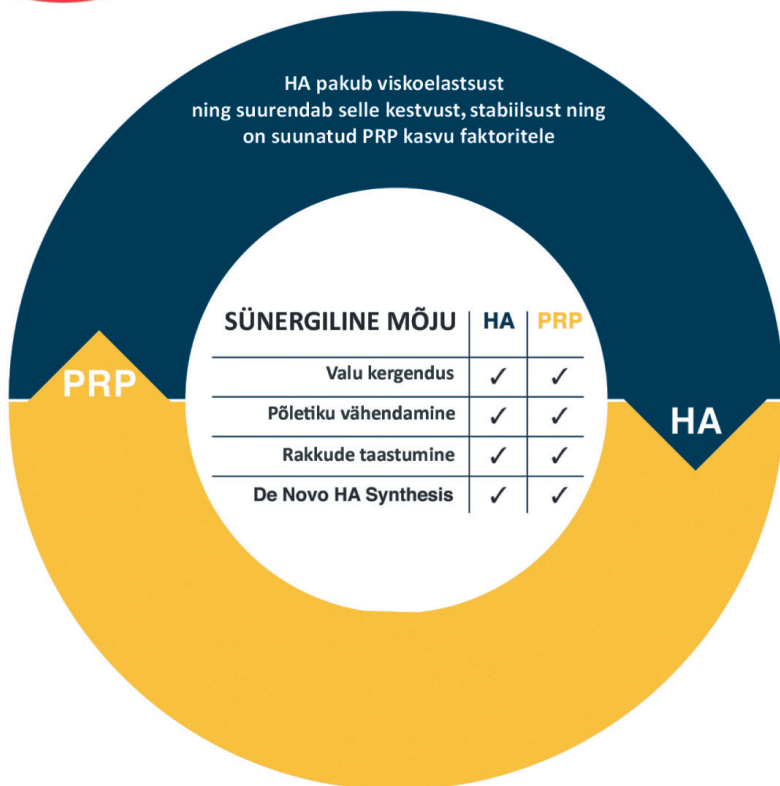 HA pakub viskoelastsust
ning suurendab selle kestvust, stabiilsust ning
on suunatud PRP kasvu faktoritele
SÜNERGILINE MÕJU HA PRP
Valu kergendus ✓ ✓
Põletiku vähendamine ✓ ✓
Rakkude taastumine ✓ ✓
De Novo HA Synthesis ✓ ✓
PRP
HA